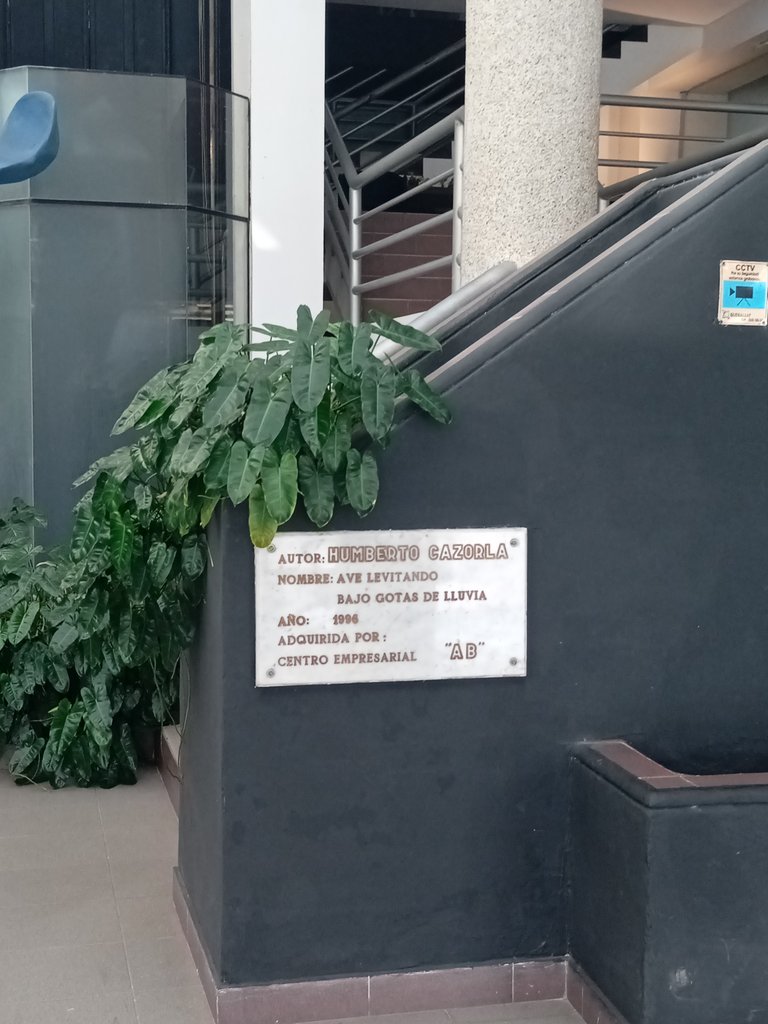 CCTV
AUTOR: HUMBERTO CAZORLA
NOMBRE: AVE LEVITANDO
BAJO GOTAS DE LLUVIA
AÑO: 1996
ADQUIRIDA POR:
CENTRO EMPRESARIAL "AB"